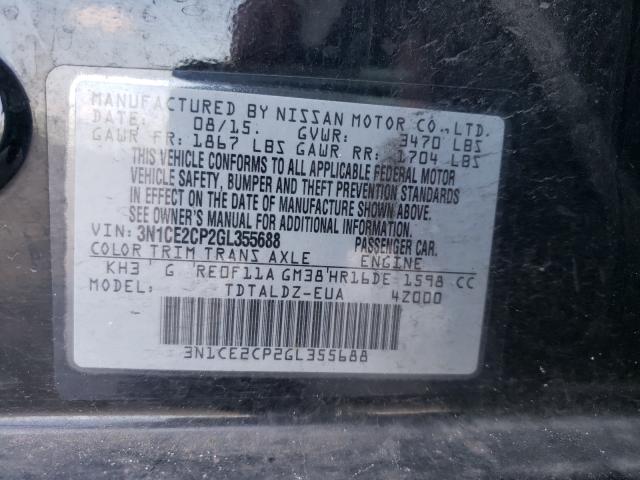 MANUFACTURED BY NISSAN MOTOR CO., LTD.
DATE: 08/15. GVWR: 3470 LBS
GAWR FR: 1867 LBS GAWR RR: 1704 LBS
THIS VEHICLE CONFORMS TO ALL APPLICABLE FEDERAL MOTOR
VEHICLE SAFETY, BUMPER AND THEFT PREVENTION STANDARDS
IN EFFECT ON THE DATE OF MANUFACTURE SHOWN ABOVE.
SEE OWNER'S MANUAL FOR ADDITIONAL INFORMATION.
VIN: 3N1CE2CP2GL355688 PASSENGER CAR.
COLOR TRIM TRANS AXLE ENGINE
KH3 G RE0F11A GM38 HR16DE 1598 CC
MODEL: TDTALDZ-EUA 4Z000
3N1CE2CP2GL355688